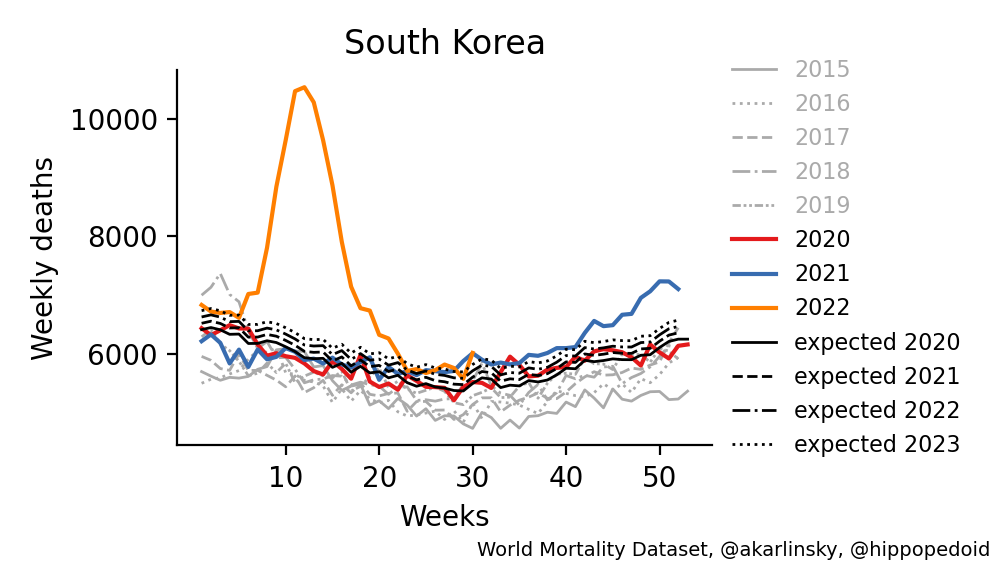 South Korea
Weekly deaths
10000
8000
6000
10
20
30
40
50
Weeks
2015
2016
2017
2018
2019
2020
2021
2022
expected 2020
expected 2021
expected 2022
expected 2023
World Mortality Dataset, @akarlinsky, @hippopedoid